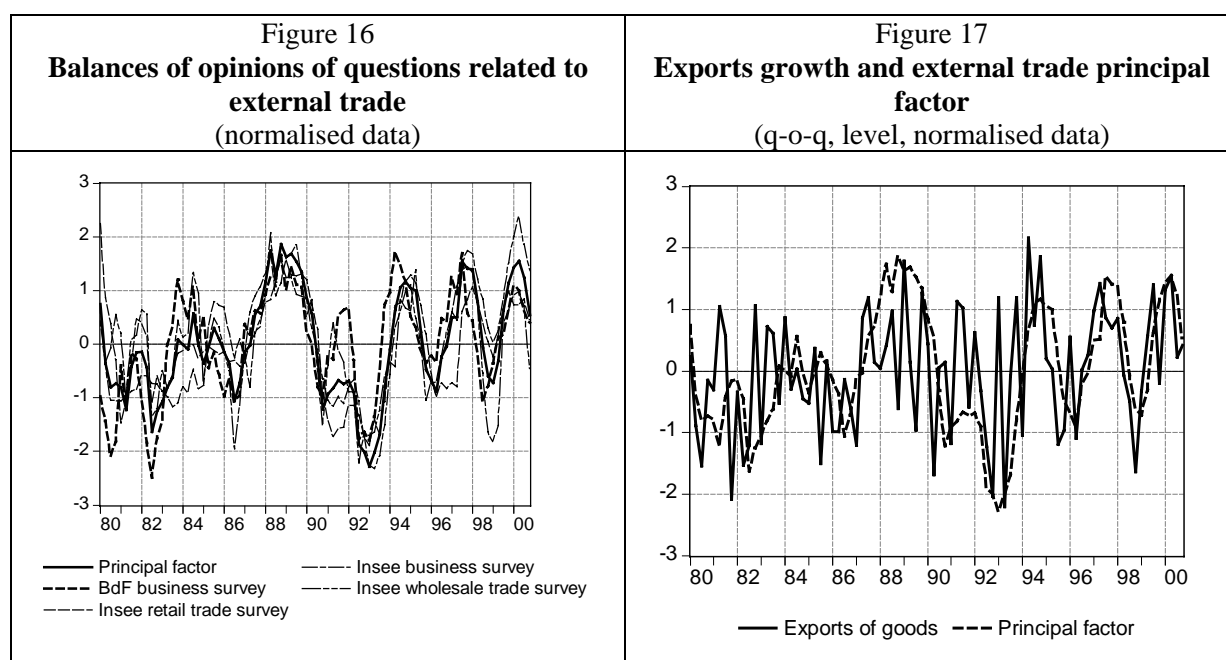 Figure 16
Balances of opinions of questions related to
external trade
(normalised data)
3
2
1
0
-1
-2
-3
80 82 84 86 88 90 92 94 96 98 00
Principal factor
BdF business survey
Insee retail trade survey
Insee business survey
Insee wholesale trade survey
Figure 17
Exports growth and external trade principal
factor
(q-o-q, level, normalised data)
3
2
1
0
-1
-2
-3
80 82 84 86 88 90 92 94 96 98 00
Exports of goods Principal factor